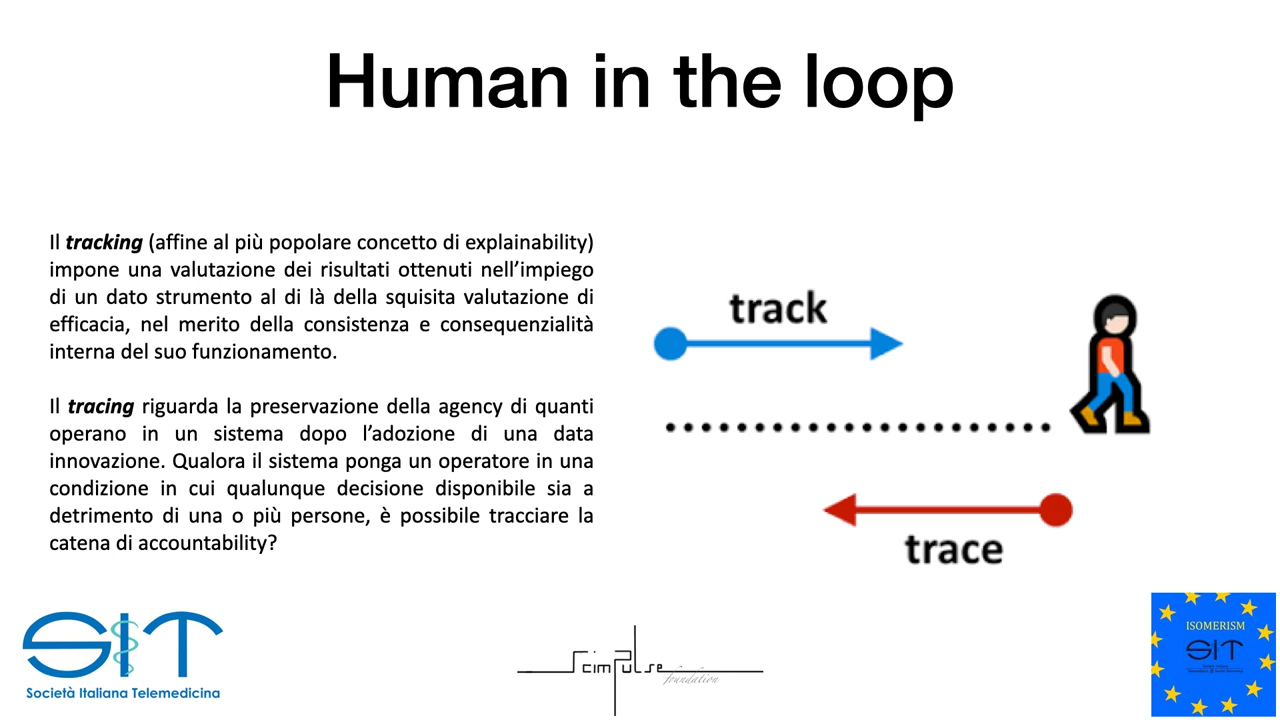 Human in the loop
Il tracking (affine al più popolare concetto di explainability)
impone una valutazione dei risultati ottenuti nell’impiego
di un dato strumento al di là della squisita valutazione di
efficacia, nel merito della consistenza e consequenzialità
interna del suo funzionamento.
Il tracing riguarda la preservazione della agency di quanti
operano in un sistema dopo l’adozione di una data
innovazione. Qualora il sistema ponga un operatore in una
condizione in cui qualunque decisione disponibile sia a
detrimento di una o più persone, è possibile tracciare la
catena di accountability?
track
trace
SIT
Società Italiana Telemedicina
Scimpulse
foundation
ISOMERISM
SIT